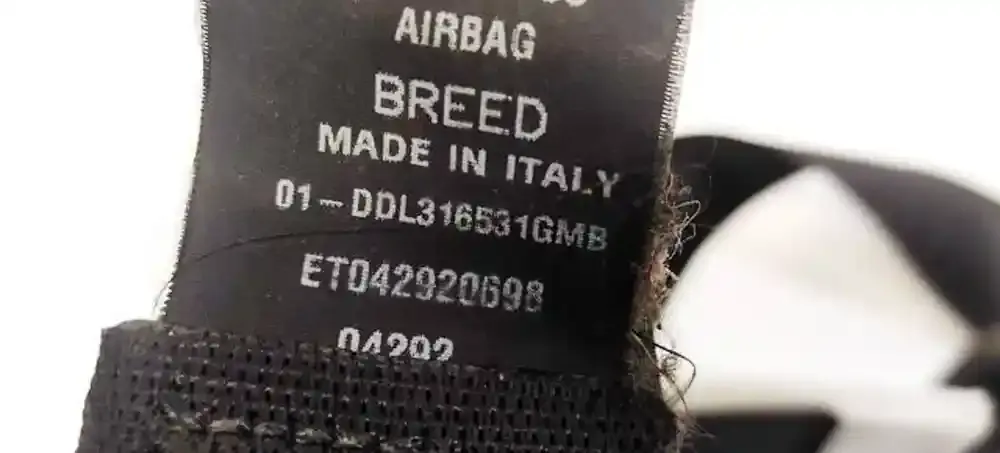 AIRBAG
BREED
MADE IN ITALY
01-DDL316531GMB
ET042920698
04292